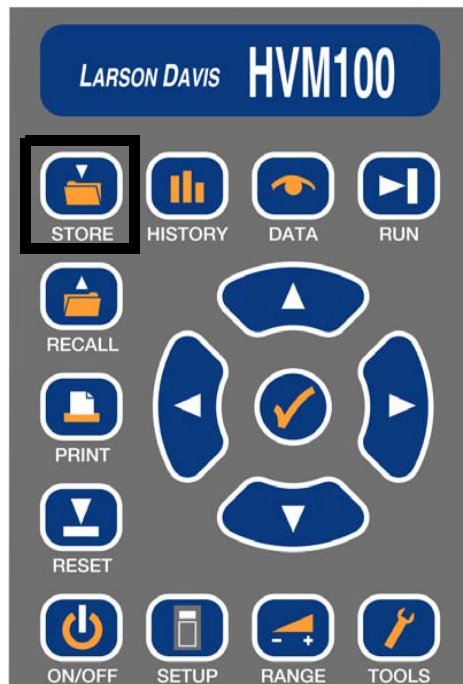 LARSON DAVIS HVM100
STORE HISTORY DATA RUN
RECALL
PRINT
RESET
ON/OFF SETUP RANGE TOOLS